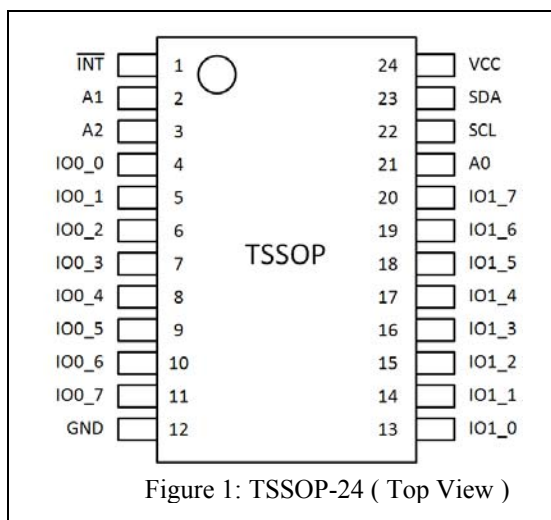 INT 1 24 VCC
A1 2 23 SDA
A2 3 22 SCL
IO0_0 4 21 A0
IO0_1 5 20 IO1_7
IO0_2 6 19 IO1_6
IO0_3 7 TSSOP 18 IO1_5
IO0_4 8 17 IO1_4
IO0_5 9 16 IO1_3
IO0_6 10 15 IO1_2
IO0_7 11 14 IO1_1
GND 12 13 IO1_0
Figure 1: TSSOP-24 ( Top View )